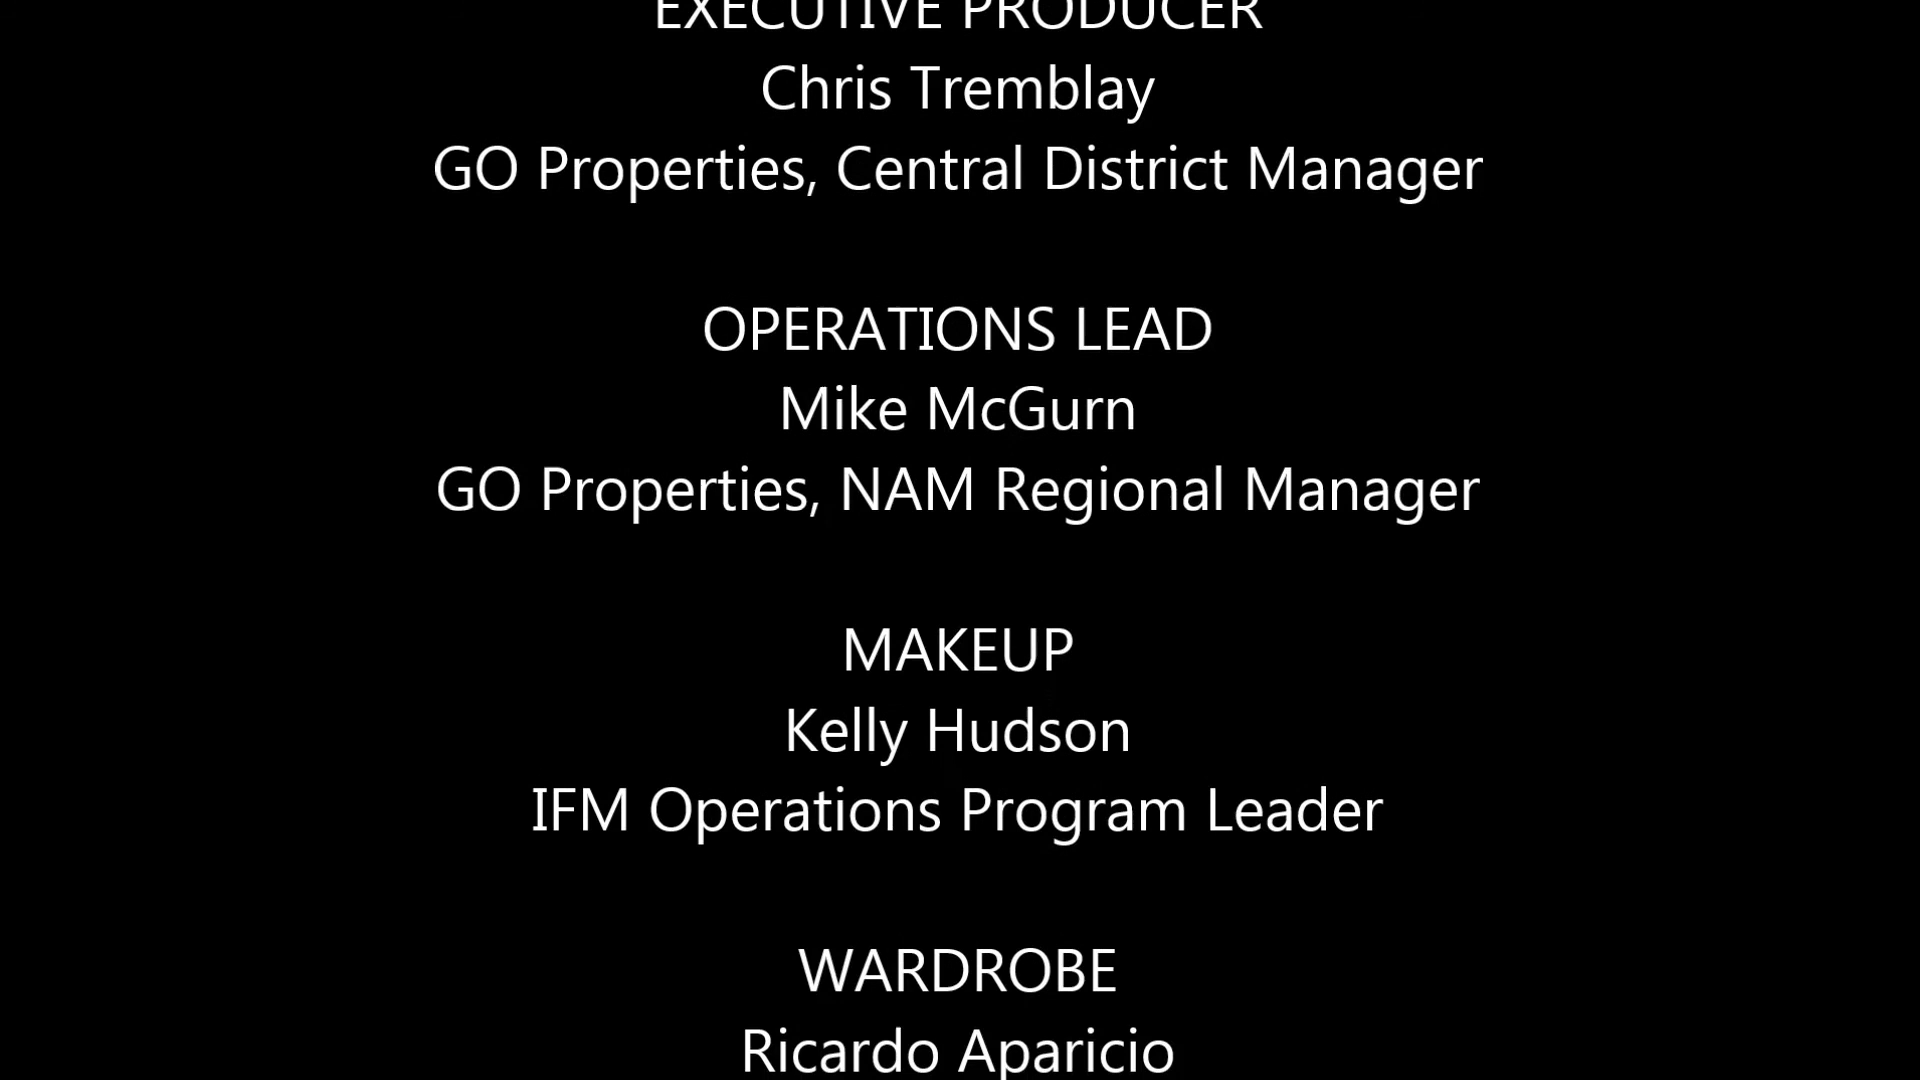 EXECUTIVE PRODUCER
Chris Tremblay
GO Properties, Central District Manager
OPERATIONS LEAD
Mike McGurn
GO Properties, NAM Regional Manager
MAKEUP
Kelly Hudson
IFM Operations Program Leader
WARDROBE
Ricardo Aparicio